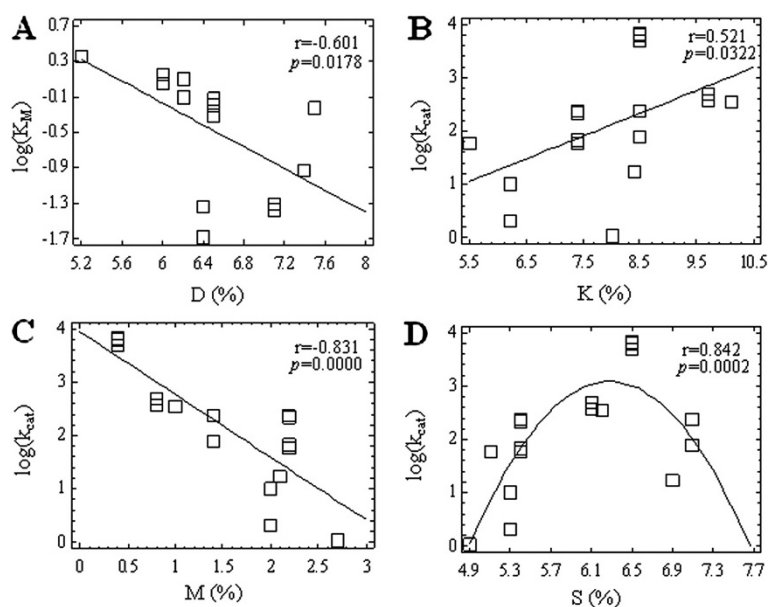 A
r=-0.601
p=0.0178
log(K_M)
0.7
0.3
-0.1
-0.5
-0.9
-1.3
-1.7
5.2 5.6 6 6.4 6.8 7.2 7.6 8
D (%)
B
r=0.521
p=0.0322
log(k_cat)
4
3
2
1
0
5.5 6.5 7.5 8.5 9.5 10.5
K (%)
C
r=-0.831
p=0.0000
log(k_cat)
4
3
2
1
0
0 0.5 1 1.5 2 2.5 3
M (%)
D
r=0.842
p=0.0002
log(k_cat)
4
3
2
1
0
4.9 5.3 5.7 6.1 6.5 6.9 7.3 7.7
S (%)